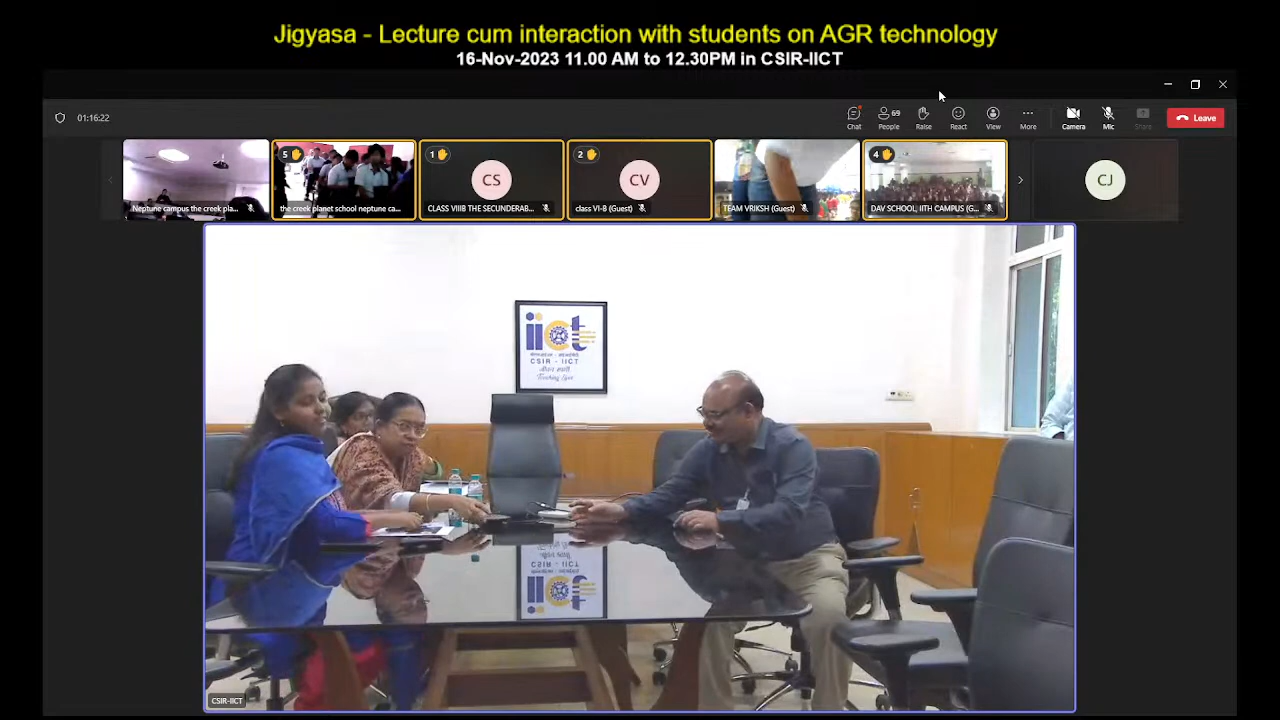 Jigyasa - Lecture cum interaction with students on AGR technology
16-Nov-2023 11.00 AM to 12.30PM in CSIR-IICT
01:16:22
Chat
69
People
Raise
React
View
More
Camera
Mic
Share
Leave
Neptune campus the creek pla...
5
the creek planet school neptune ca...
1
CS
CLASS VIIIB THE SECUNDERAB...
2
CV
class VI-B (Guest)
TEAM VRIKSH (Guest)
4
DAV SCHOOL, IITH CAMPUS (G...
CJ
iict
CSIR - IICT
CSIR-IICT